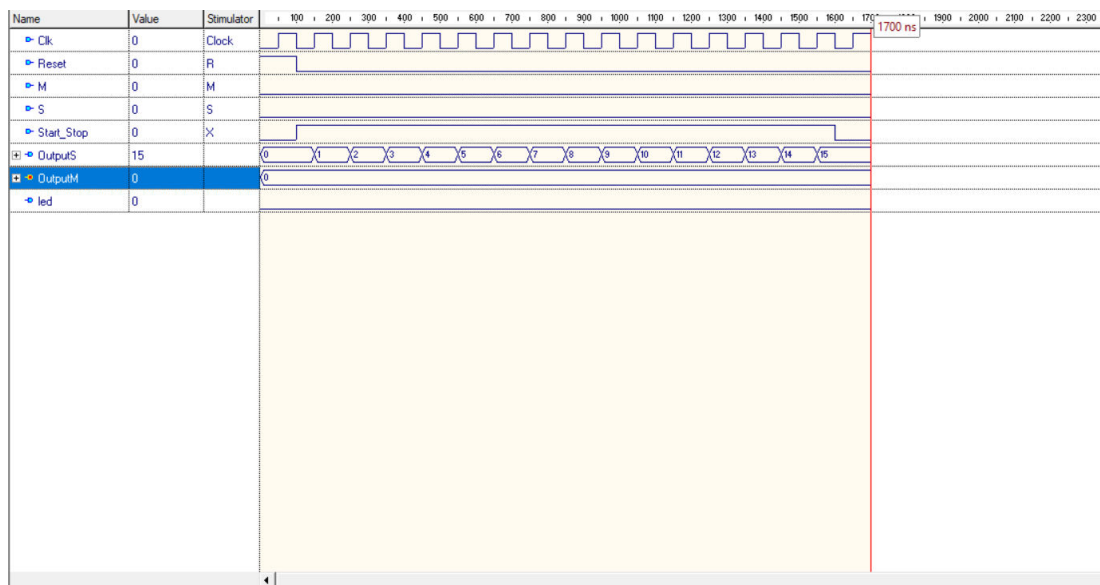 Name Value Stimulator 100 200 300 400 500 600 700 800 900 1000 1100 1200 1300 1400 1500 1600 1900 2000 2100 2200 2300
1700 ns
Clk 0 Clock
Reset 0 R
M 0 M
S 0 S
Start_Stop 0 X
OutputS 15 0 1 2 3 4 5 6 7 8 9 10 11 12 13 14 15
OutputM 0 0
led 0